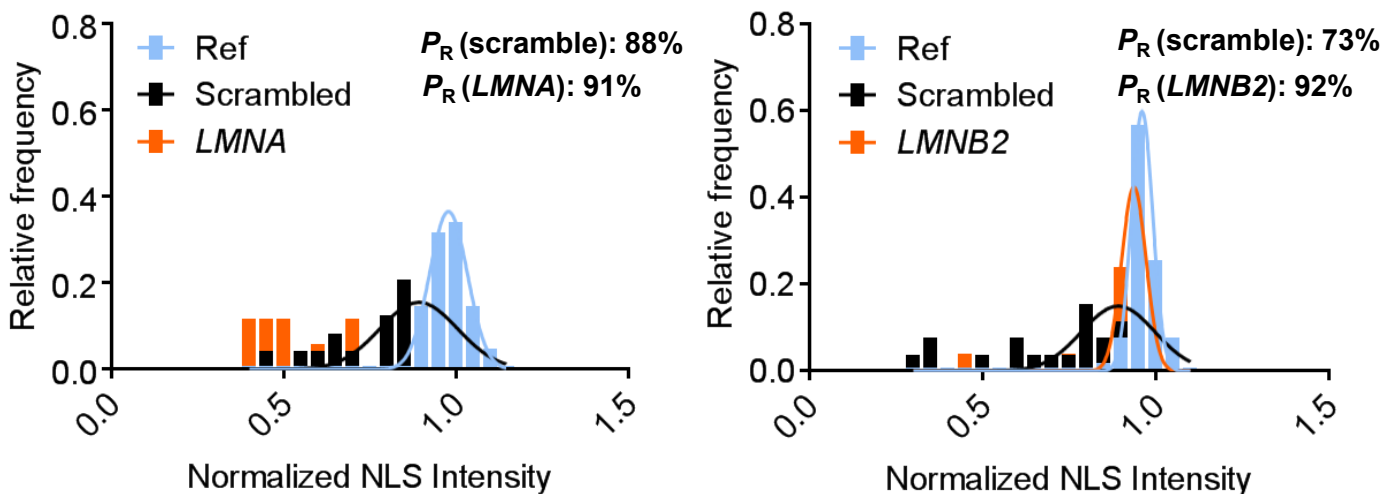 0.8
0.6
0.4
0.2
0.0
Relative frequency
Ref
Scrambled
LMNA
P_R (scramble): 88%
P_R (LMNA): 91%
0.0
0.5
1.0
1.5
Normalized NLS Intensity
0.8
0.6
0.4
0.2
0.0
Relative frequency
Ref
Scrambled
LMNB2
P_R (scramble): 73%
P_R (LMNB2): 92%
0.0
0.5
1.0
1.5
Normalized NLS Intensity